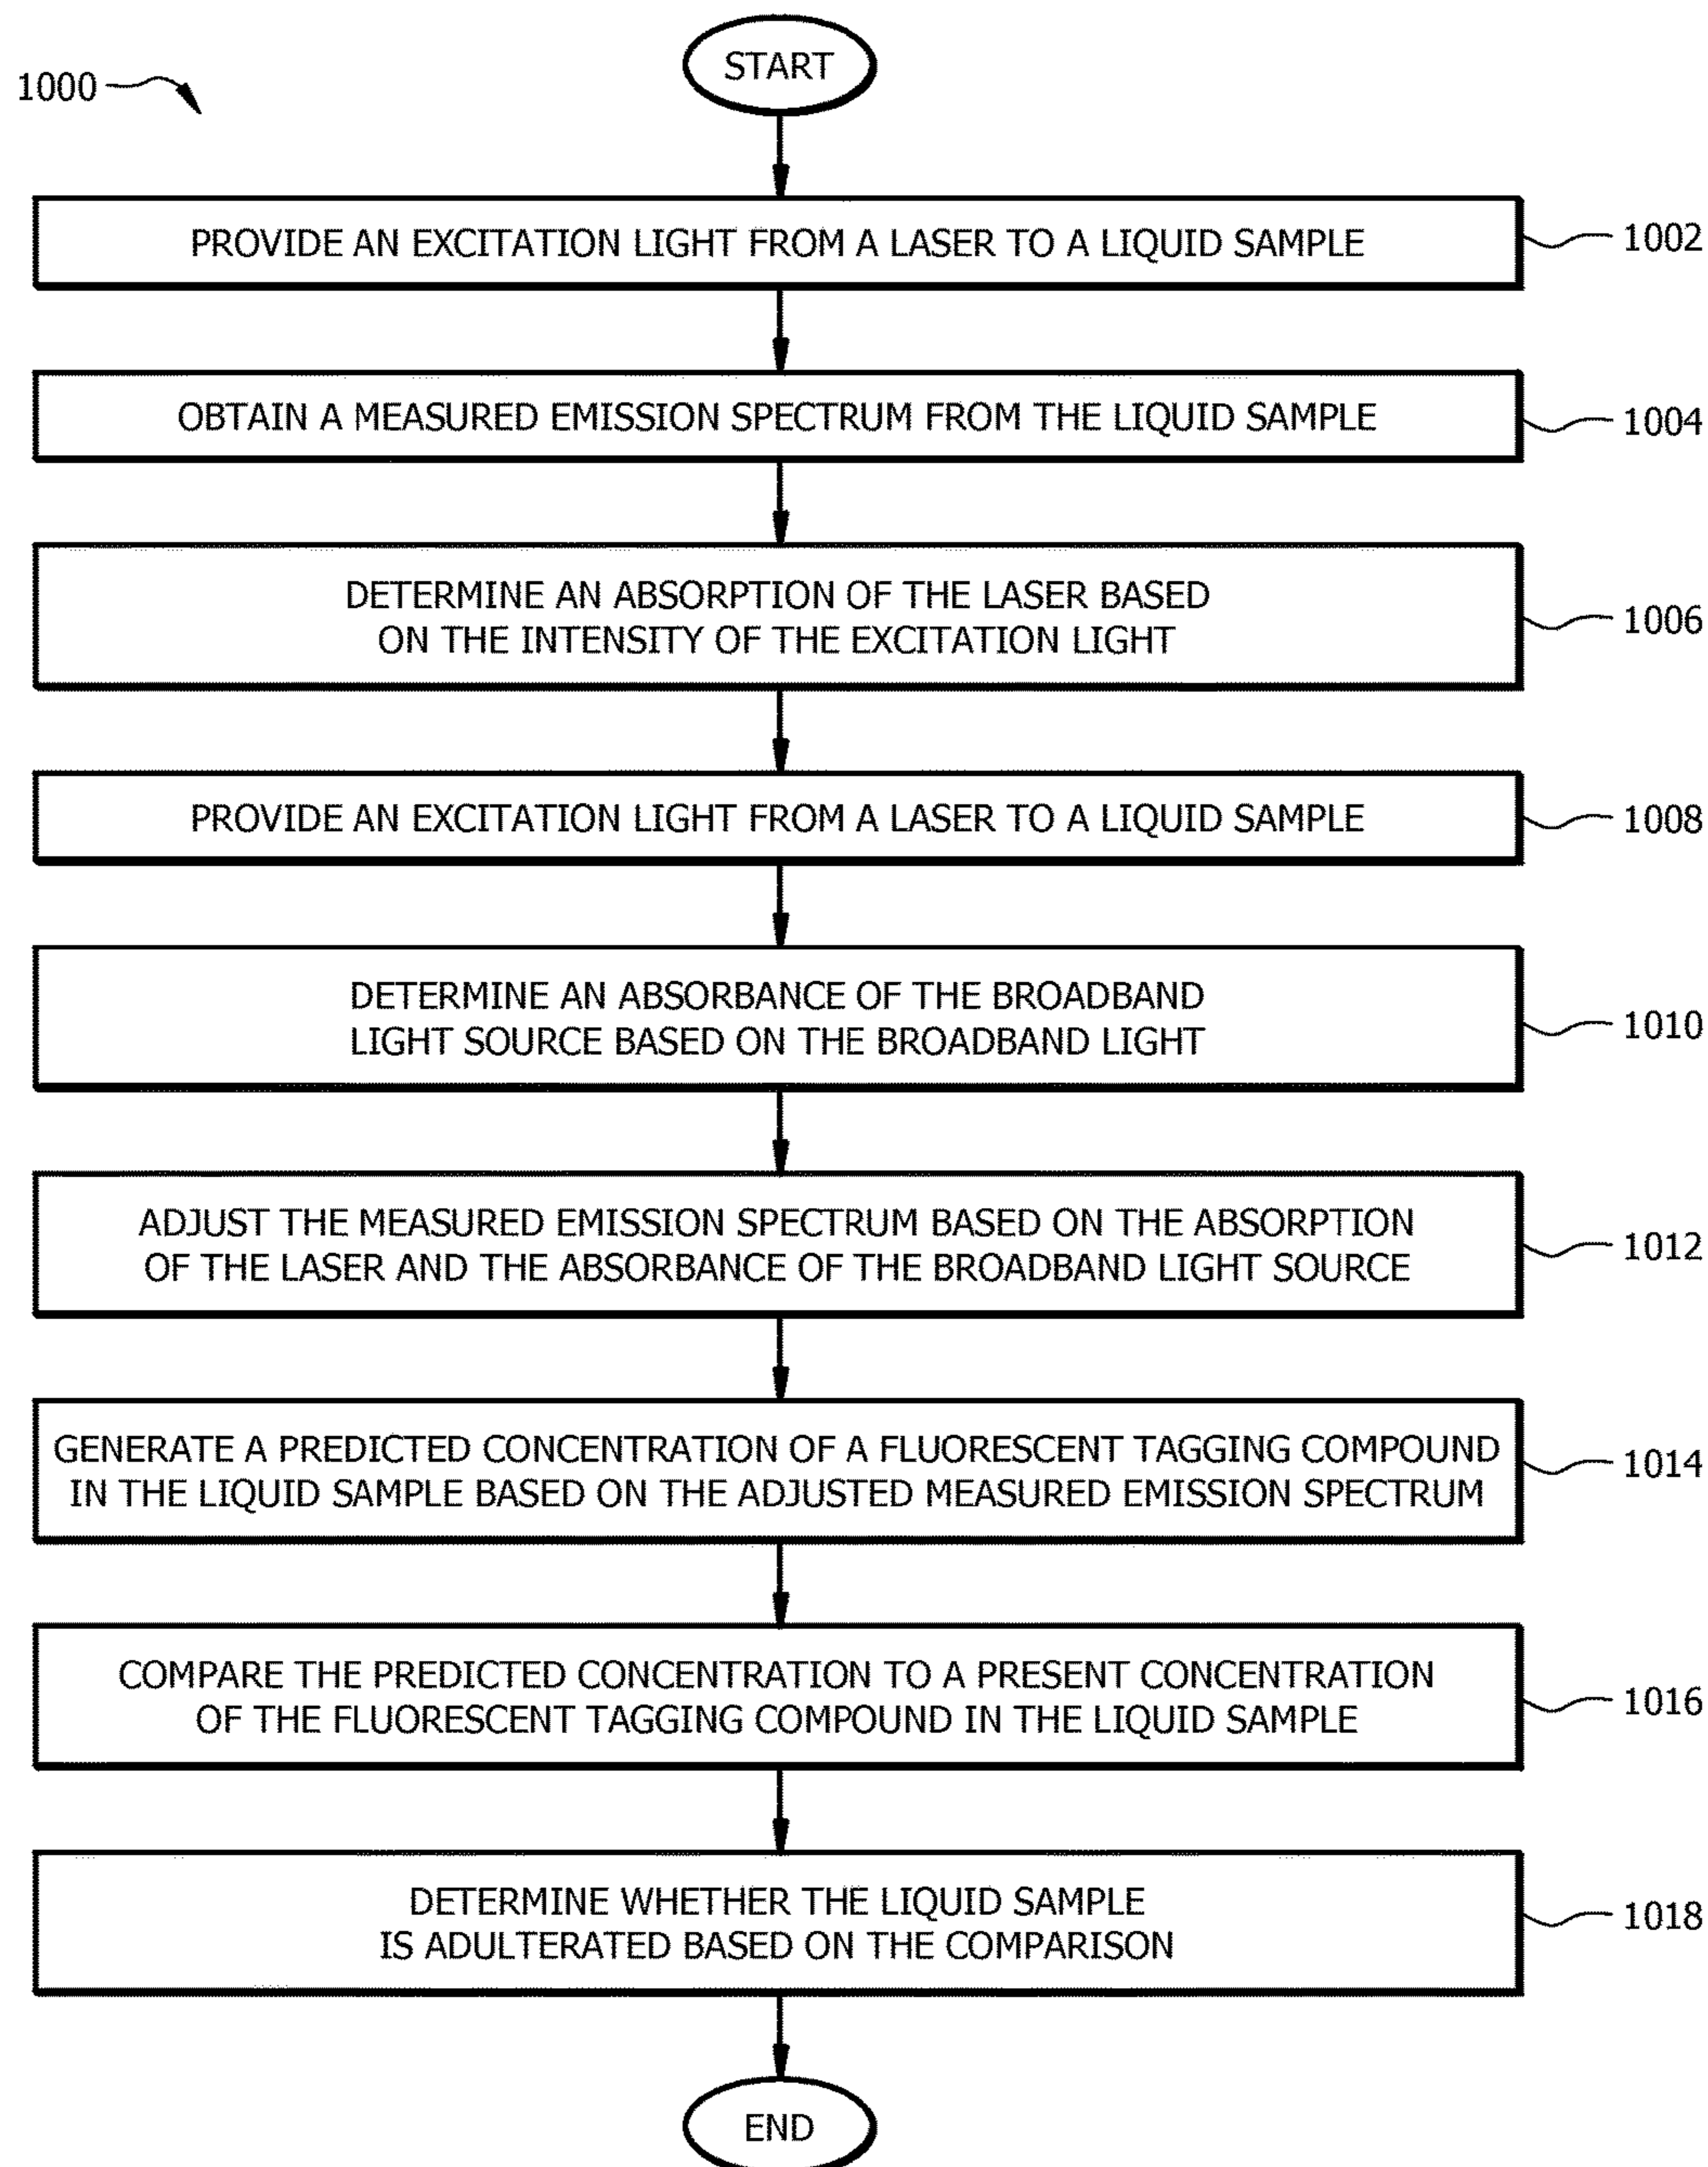 START
1000
PROVIDE AN EXCITATION LIGHT FROM A LASER TO A LIQUID SAMPLE
1002
OBTAIN A MEASURED EMISSION SPECTRUM FROM THE LIQUID SAMPLE
1004
DETERMINE AN ABSORPTION OF THE LASER BASED
ON THE INTENSITY OF THE EXCITATION LIGHT
1006
PROVIDE AN EXCITATION LIGHT FROM A LASER TO A LIQUID SAMPLE
1008
DETERMINE AN ABSORBANCE OF THE BROADBAND
LIGHT SOURCE BASED ON THE BROADBAND LIGHT
1010
ADJUST THE MEASURED EMISSION SPECTRUM BASED ON THE ABSORPTION
OF THE LASER AND THE ABSORBANCE OF THE BROADBAND LIGHT SOURCE
1012
GENERATE A PREDICTED CONCENTRATION OF A FLUORESCENT TAGGING COMPOUND
IN THE LIQUID SAMPLE BASED ON THE ADJUSTED MEASURED EMISSION SPECTRUM
1014
COMPARE THE PREDICTED CONCENTRATION TO A PRESENT CONCENTRATION
OF THE FLUORESCENT TAGGING COMPOUND IN THE LIQUID SAMPLE
1016
DETERMINE WHETHER THE LIQUID SAMPLE
IS ADULTERATED BASED ON THE COMPARISON
1018
END